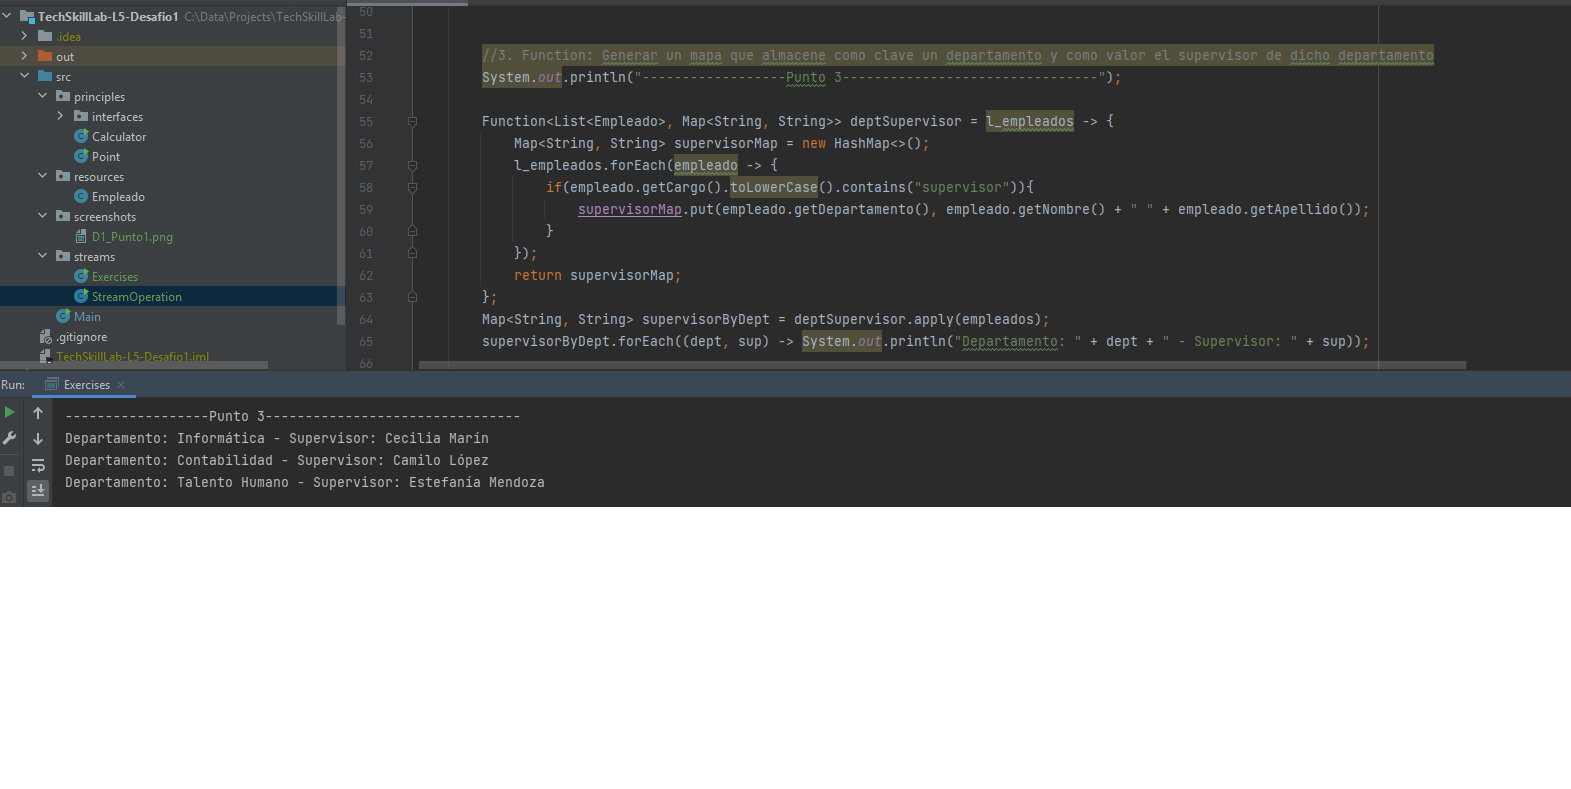 TechSkillLab-L5-Desafio1 C:\Data\Projects\TechSkillLab-
.idea
out
src
principles
interfaces
Calculator
Point
resources
Empleado
screenshots
D1_Punto1.png
streams
Exercises
StreamOperation
Main
.gitignore
TechSkillLab-L5-Desafio1.iml
50
51
52 //3. Function: Generar un mapa que almacene como clave un departamento y como valor el supervisor de dicho departamento
53 System.out.println("------------------Punto 3--------------------------------");
54
55 Function<List<Empleado>, Map<String, String>> deptSupervisor = l_empleados -> {
56 Map<String, String> supervisorMap = new HashMap<>();
57 l_empleados.forEach(empleado -> {
58 if(empleado.getCargo().toLowerCase().contains("supervisor")){
59 supervisorMap.put(empleado.getDepartamento(), empleado.getNombre() + " " + empleado.getApellido());
60 }
61 });
62 return supervisorMap;
63 };
64 Map<String, String> supervisorByDept = deptSupervisor.apply(empleados);
65 supervisorByDept.forEach((dept, sup) -> System.out.println("Departamento: " + dept + " - Supervisor: " + sup));
66
Run: Exercises
------------------Punto 3--------------------------------
Departamento: Informática - Supervisor: Cecilia Marín
Departamento: Contabilidad - Supervisor: Camilo López
Departamento: Talento Humano - Supervisor: Estefanía Mendoza